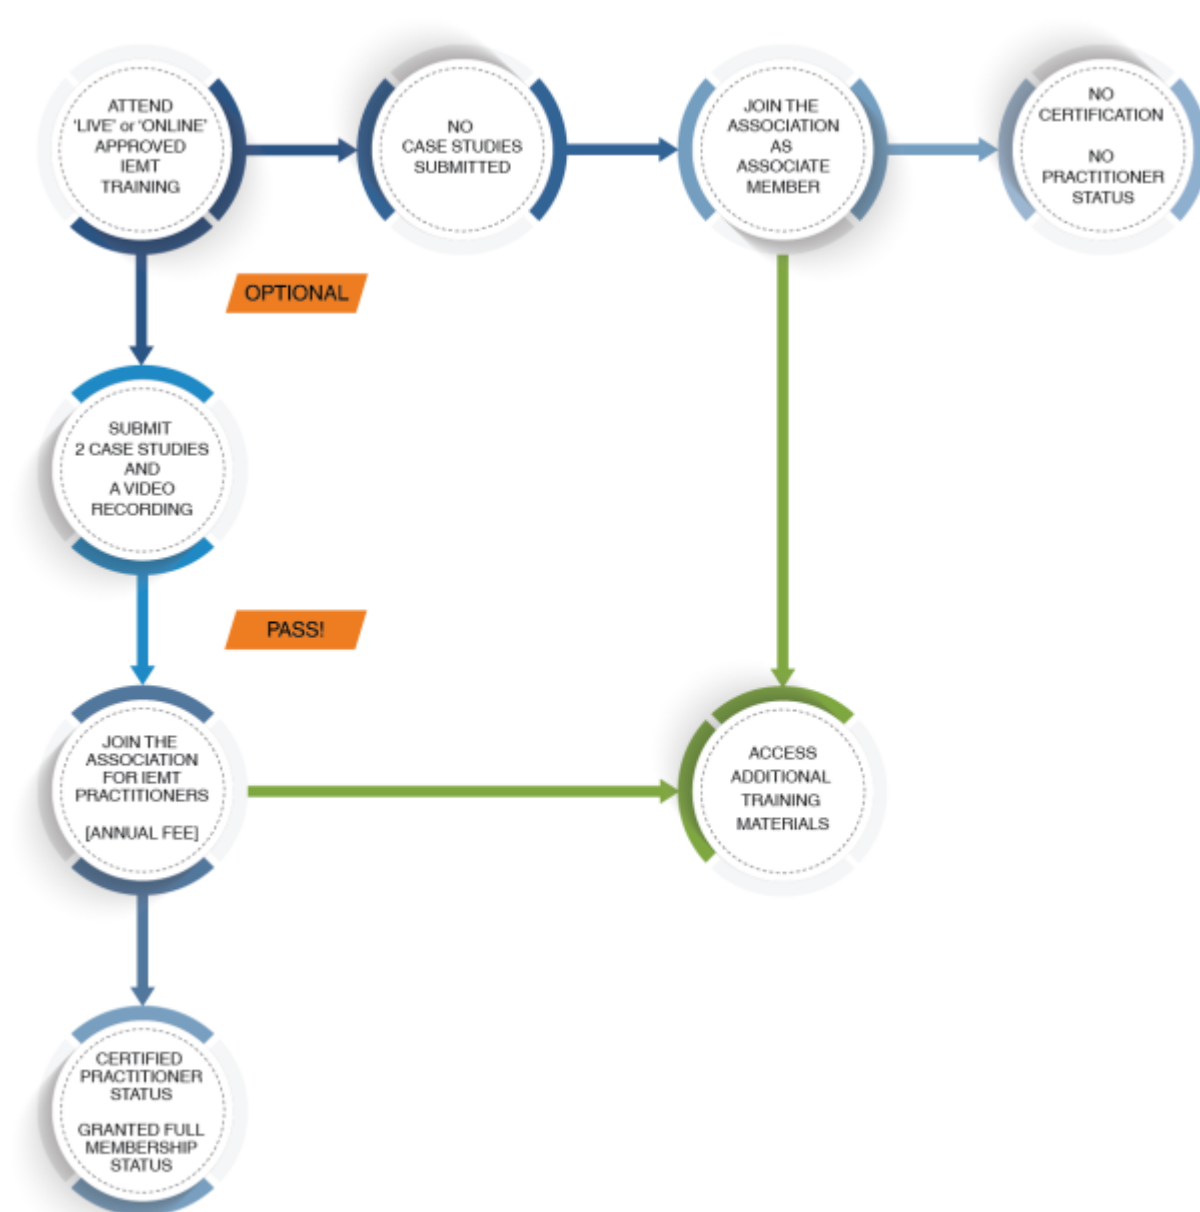 ATTEND
'LIVE' or 'ONLINE'
APPROVED
IEMT
TRAINING
NO
CASE STUDIES
SUBMITTED
JOIN THE
ASSOCIATION
AS
ASSOCIATE
MEMBER
NO
CERTIFICATION
NO
PRACTITIONER
STATUS
OPTIONAL
SUBMIT
2 CASE STUDIES
AND
A VIDEO
RECORDING
PASS!
JOIN THE
ASSOCIATION
FOR IEMT
PRACTITIONERS
[ANNUAL FEE]
ACCESS
ADDITIONAL
TRAINING
MATERIALS
CERTIFIED
PRACTITIONER
STATUS
GRANTED FULL
MEMBERSHIP
STATUS